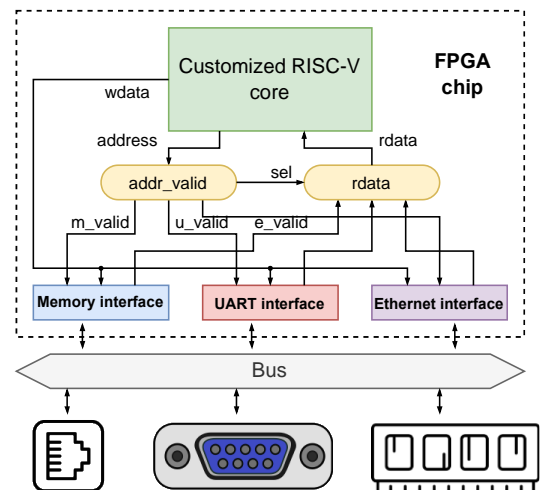 Customized RISC-V
core
FPGA
chip
wdata
address
rdata
sel
addr_valid
rdata
m_valid
u_valid
e_valid
Memory interface
UART interface
Ethernet interface
Bus